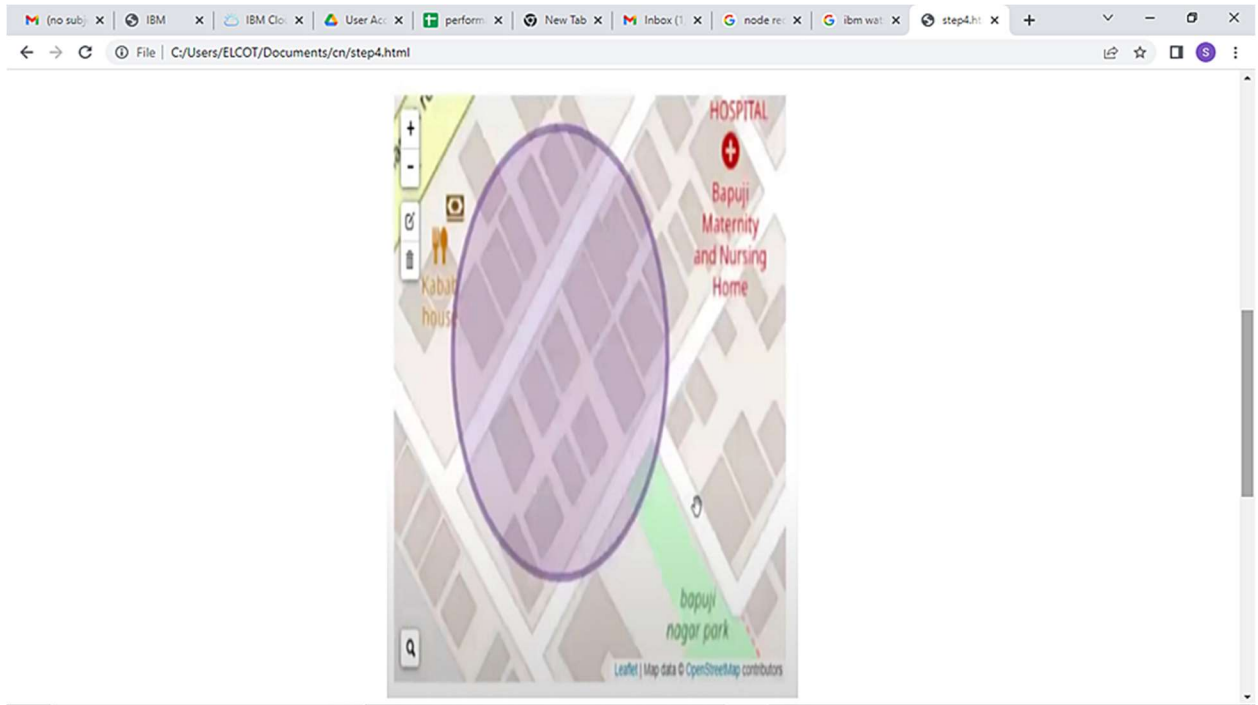 (no subj
IBM
IBM Clo
User Acc
perform
New Tab
Inbox (1
node re
ibm wat
step4.ht
File | C:/Users/ELCOT/Documents/cn/step4.html
S
+
-
HOSPITAL
Bapuji
Maternity
and Nursing
Home
Kabab
house
bapuji
nagar park
Leaflet | Map data © OpenStreetMap contributors